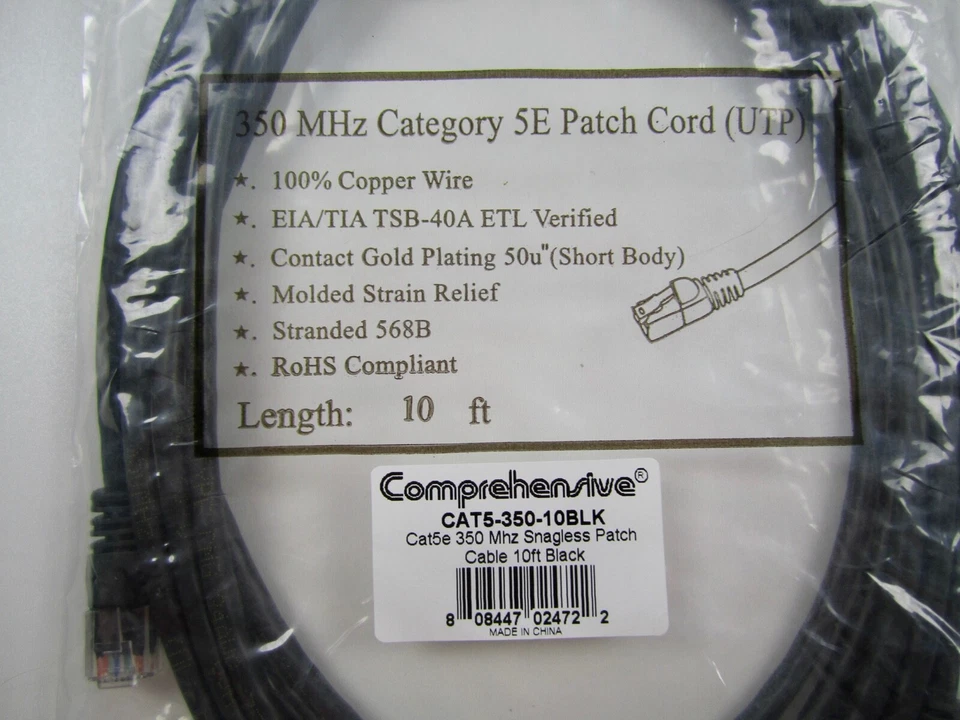 350 MHz Category 5E Patch Cord (UTP)
★. 100% Copper Wire
★. EIA/TIA TSB-40A ETL Verified
★. Contact Gold Plating 50u"(Short Body)
★. Molded Strain Relief
★. Stranded 568B
★. RoHS Compliant
Length: 10 ft
Comprehensive®
CAT5-350-10BLK
Cat5e 350 Mhz Snagless Patch
Cable 10ft Black
8 08447 02472 2
MADE IN CHINA